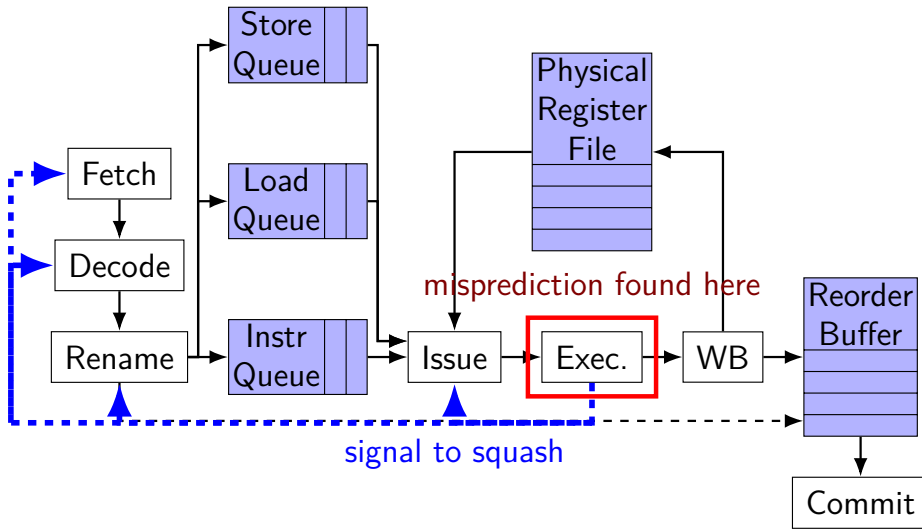 Store
Queue
Physical
Register
File
Fetch
Load
Queue
Decode
misprediction found here
Reorder
Buffer
Rename
Instr
Queue
Issue
Exec.
WB
signal to squash
Commit